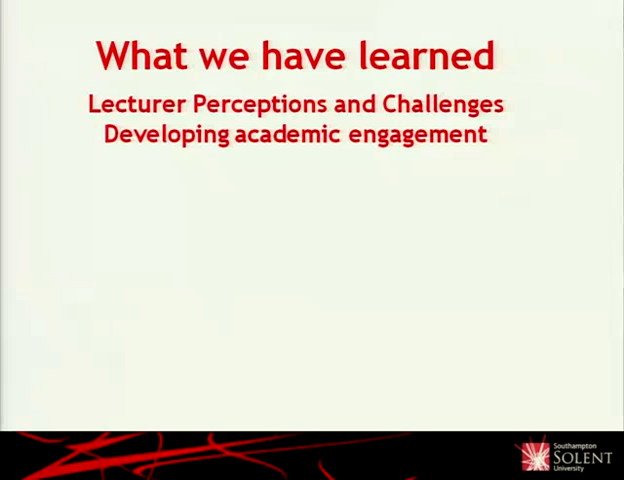 What we have learned
Lecturer Perceptions and Challenges
Developing academic engagement
Southampton
SOLENT
University